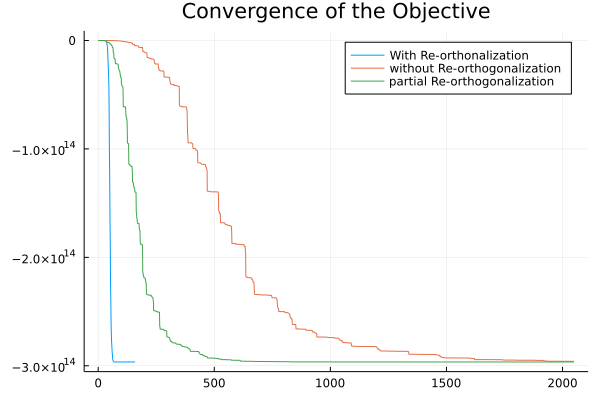 Convergence of the Objective
0
−1.0×10¹⁴
−2.0×10¹⁴
−3.0×10¹⁴
With Re-orthonalization
without Re-orthogonalization
partial Re-orthogonalization
0 500 1000 1500 2000